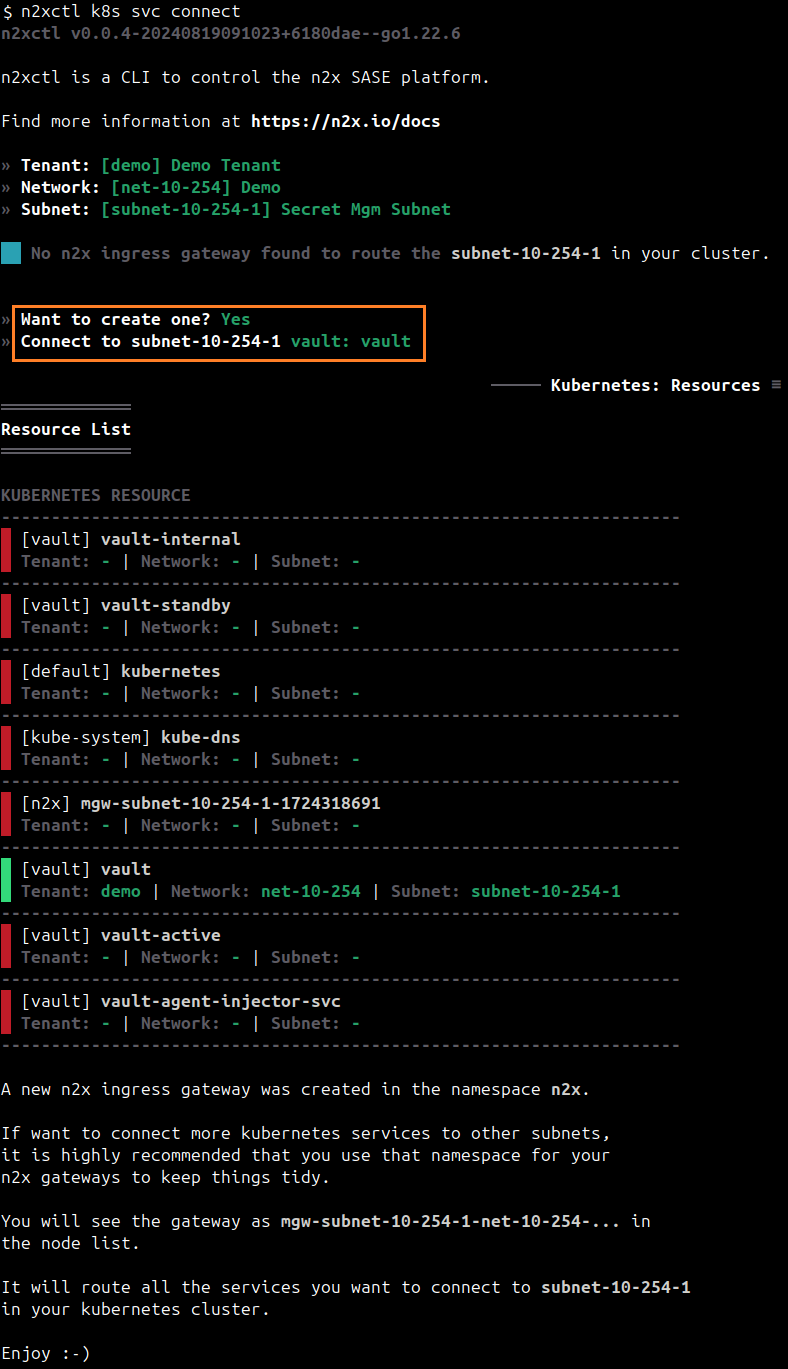 $ n2xctl k8s svc connect
n2xctl v0.0.4-20240819091023+6180dae--go1.22.6
n2xctl is a CLI to control the n2x SASE platform.
Find more information at https://n2x.io/docs
» Tenant: [demo] Demo Tenant
» Network: [net-10-254] Demo
» Subnet: [subnet-10-254-1] Secret Mgm Subnet
No n2x ingress gateway found to route the subnet-10-254-1 in your cluster.
» Want to create one? Yes
» Connect to subnet-10-254-1 vault: vault
Kubernetes: Resources ≡
Resource List
KUBERNETES RESOURCE
--------------------------------------------------------------------
[vault] vault-internal
Tenant: - | Network: - | Subnet: -
--------------------------------------------------------------------
[vault] vault-standby
Tenant: - | Network: - | Subnet: -
--------------------------------------------------------------------
[default] kubernetes
Tenant: - | Network: - | Subnet: -
--------------------------------------------------------------------
[kube-system] kube-dns
Tenant: - | Network: - | Subnet: -
--------------------------------------------------------------------
[n2x] mgw-subnet-10-254-1-1724318691
Tenant: - | Network: - | Subnet: -
--------------------------------------------------------------------
[vault] vault
Tenant: demo | Network: net-10-254 | Subnet: subnet-10-254-1
--------------------------------------------------------------------
[vault] vault-active
Tenant: - | Network: - | Subnet: -
--------------------------------------------------------------------
[vault] vault-agent-injector-svc
Tenant: - | Network: - | Subnet: -
--------------------------------------------------------------------
A new n2x ingress gateway was created in the namespace n2x.
If want to connect more kubernetes services to other subnets,
it is highly recommended that you use that namespace for your
n2x gateways to keep things tidy.
You will see the gateway as mgw-subnet-10-254-1-net-10-254-... in
the node list.
It will route all the services you want to connect to subnet-10-254-1
in your kubernetes cluster.
Enjoy :-)